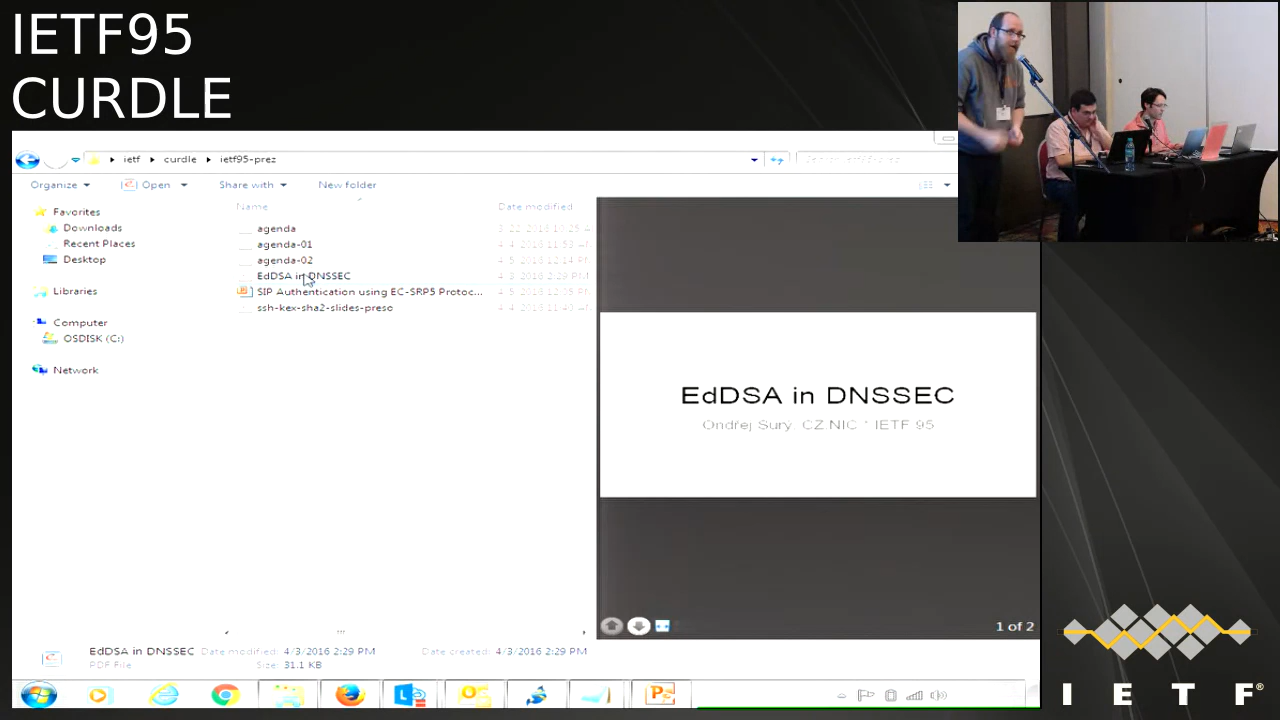 IETF95
CURDLE
ietf curdle ietf95-prez
Organize Open Share with New folder
Name Date modified
Favorites
Downloads
Recent Places
Desktop
Libraries
Computer
OSDISK (C:)
Network
agenda
agenda-01
agenda-02
EdDSA in DNSSEC
SIP Authentication using EC-SRP5 Protoc...
ssh-kex-sha2-slides-preso
EdDSA in DNSSEC
Ondřej Sury, CZ.NIC * IETF 95
1 of 2
EdDSA in DNSSEC Date modified: 4/3/2016 2:29 PM Date created: 4/3/2016 2:29 PM
PDF File Size: 31.1 KB
I E T F®